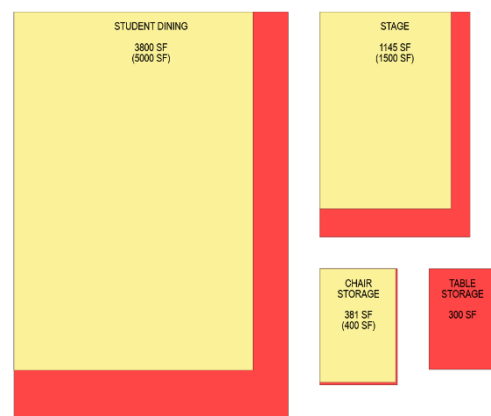 STUDENT DINING
3800 SF
(5000 SF)
STAGE
1145 SF
(1500 SF)
CHAIR
STORAGE
381 SF
(400 SF)
TABLE
STORAGE
300 SF